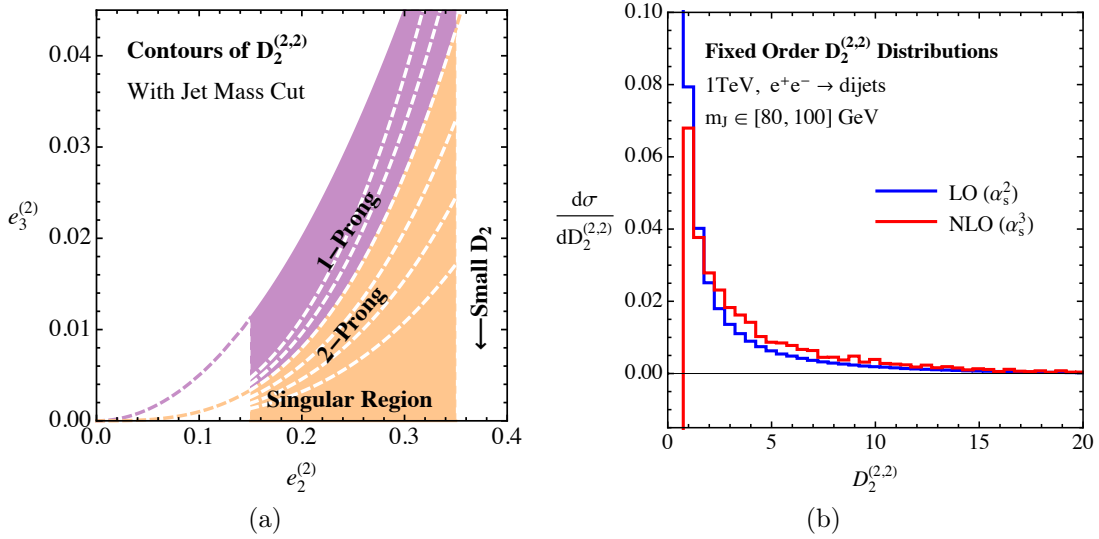 Contours of D₂^(2,2)
With Jet Mass Cut
1–Prong
2–Prong
Singular Region
←Small D₂
e₃^(2)
0.04
0.03
0.02
0.01
0.00
0.0 0.1 0.2 0.3 0.4
e₂^(2)
(a)
Fixed Order D₂^(2,2) Distributions
1TeV, e⁺e⁻ → dijets
m_J ∈ [80, 100] GeV
LO (α_s²)
NLO (α_s³)
dσ
dD₂^(2,2)
0.10
0.08
0.06
0.04
0.02
0.00
0 5 10 15 20
D₂^(2,2)
(b)